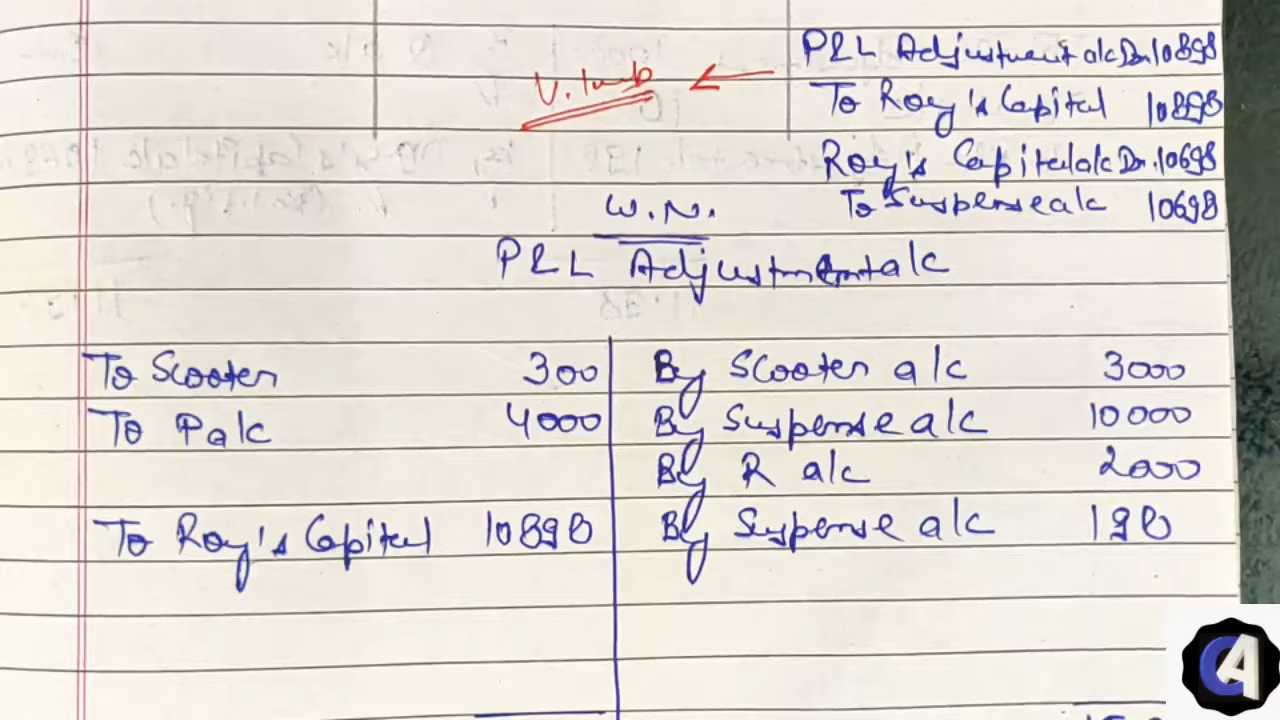 P&L Adjustment a/c Dr. 10898
V. Imp
To Roy's Capital 10898
Roy's Capital a/c Dr. 10698
To Suspense a/c 10698
W.N.
P&L Adjustment a/c
To Scooter 300 By Scooter a/c 3000
To P a/c 4000 By Suspense a/c 10000
By R a/c 2000
To Roy's Capital 10898 By Suspense a/c 198
CA